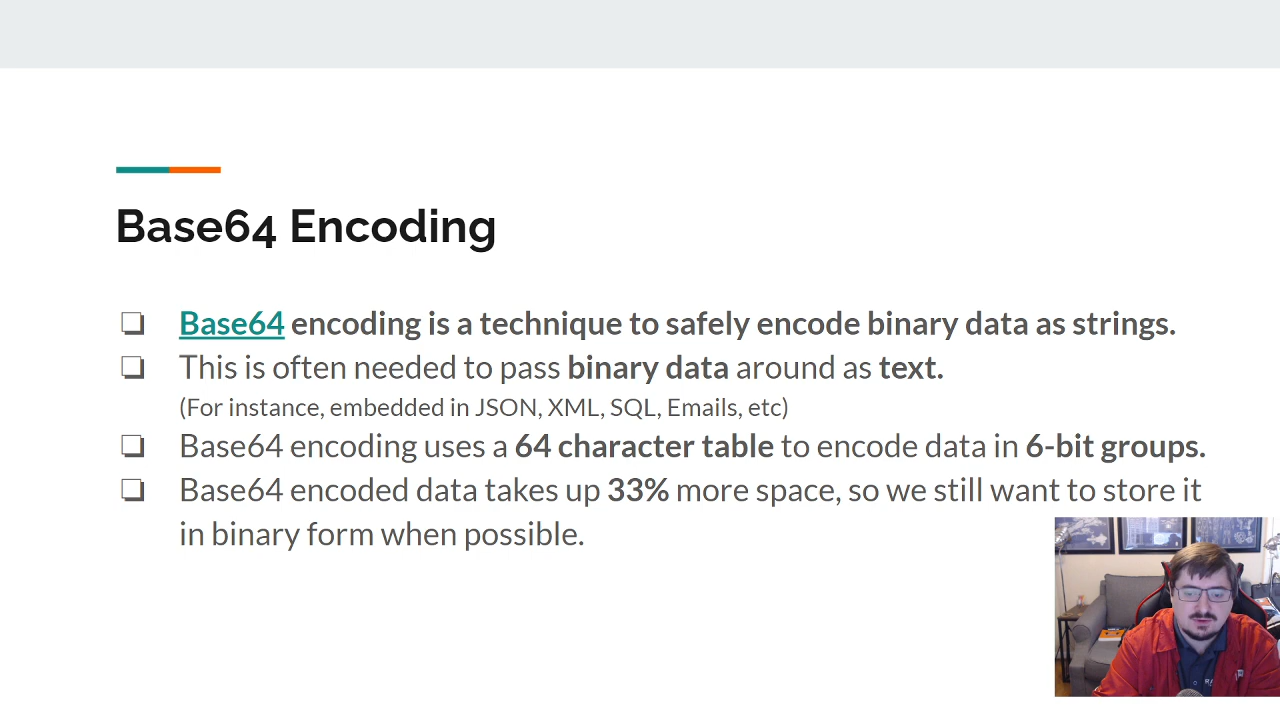 Base64 Encoding
Base64 encoding is a technique to safely encode binary data as strings.
This is often needed to pass binary data around as text.
(For instance, embedded in JSON, XML, SQL, Emails, etc)
Base64 encoding uses a 64 character table to encode data in 6-bit groups.
Base64 encoded data takes up 33% more space, so we still want to store it
in binary form when possible.